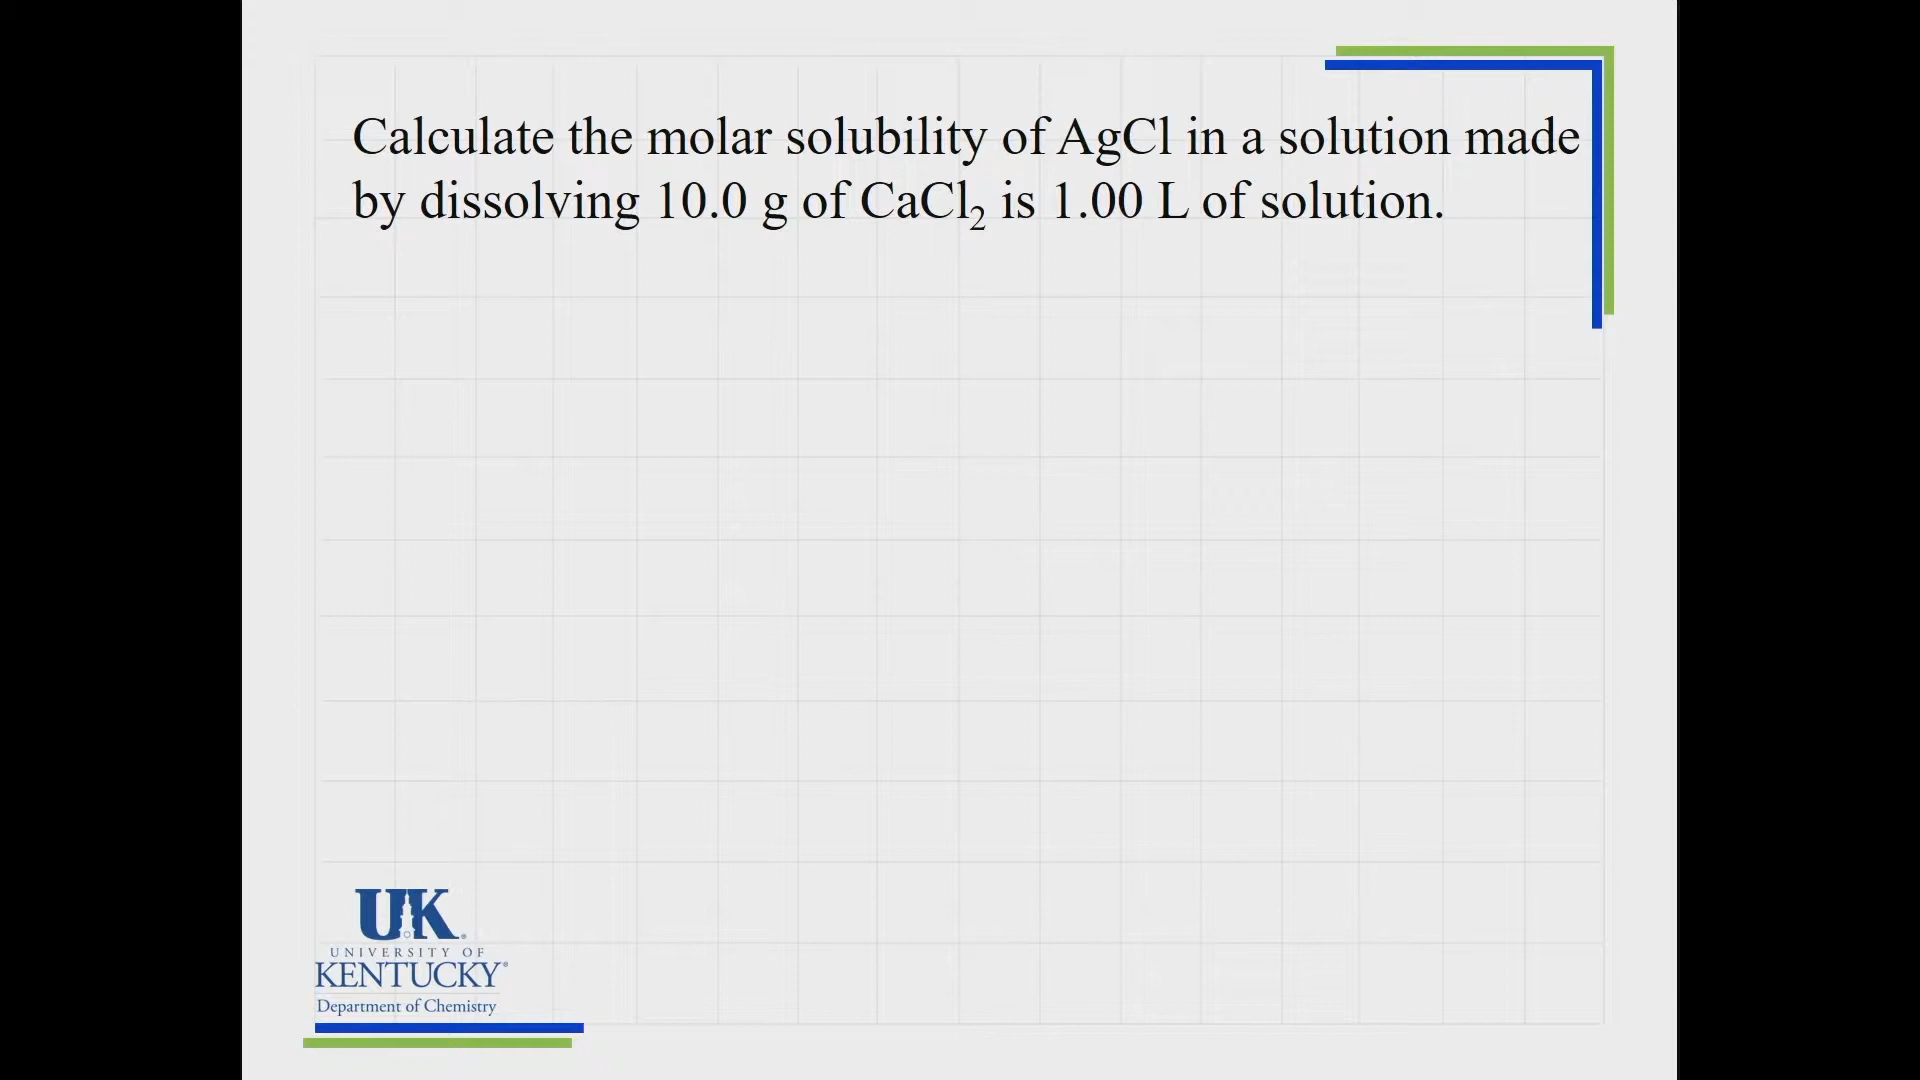 Calculate the molar solubility of AgCl in a solution made
by dissolving 10.0 g of CaCl₂ is 1.00 L of solution.
UK
UNIVERSITY OF
KENTUCKY®
Department of Chemistry